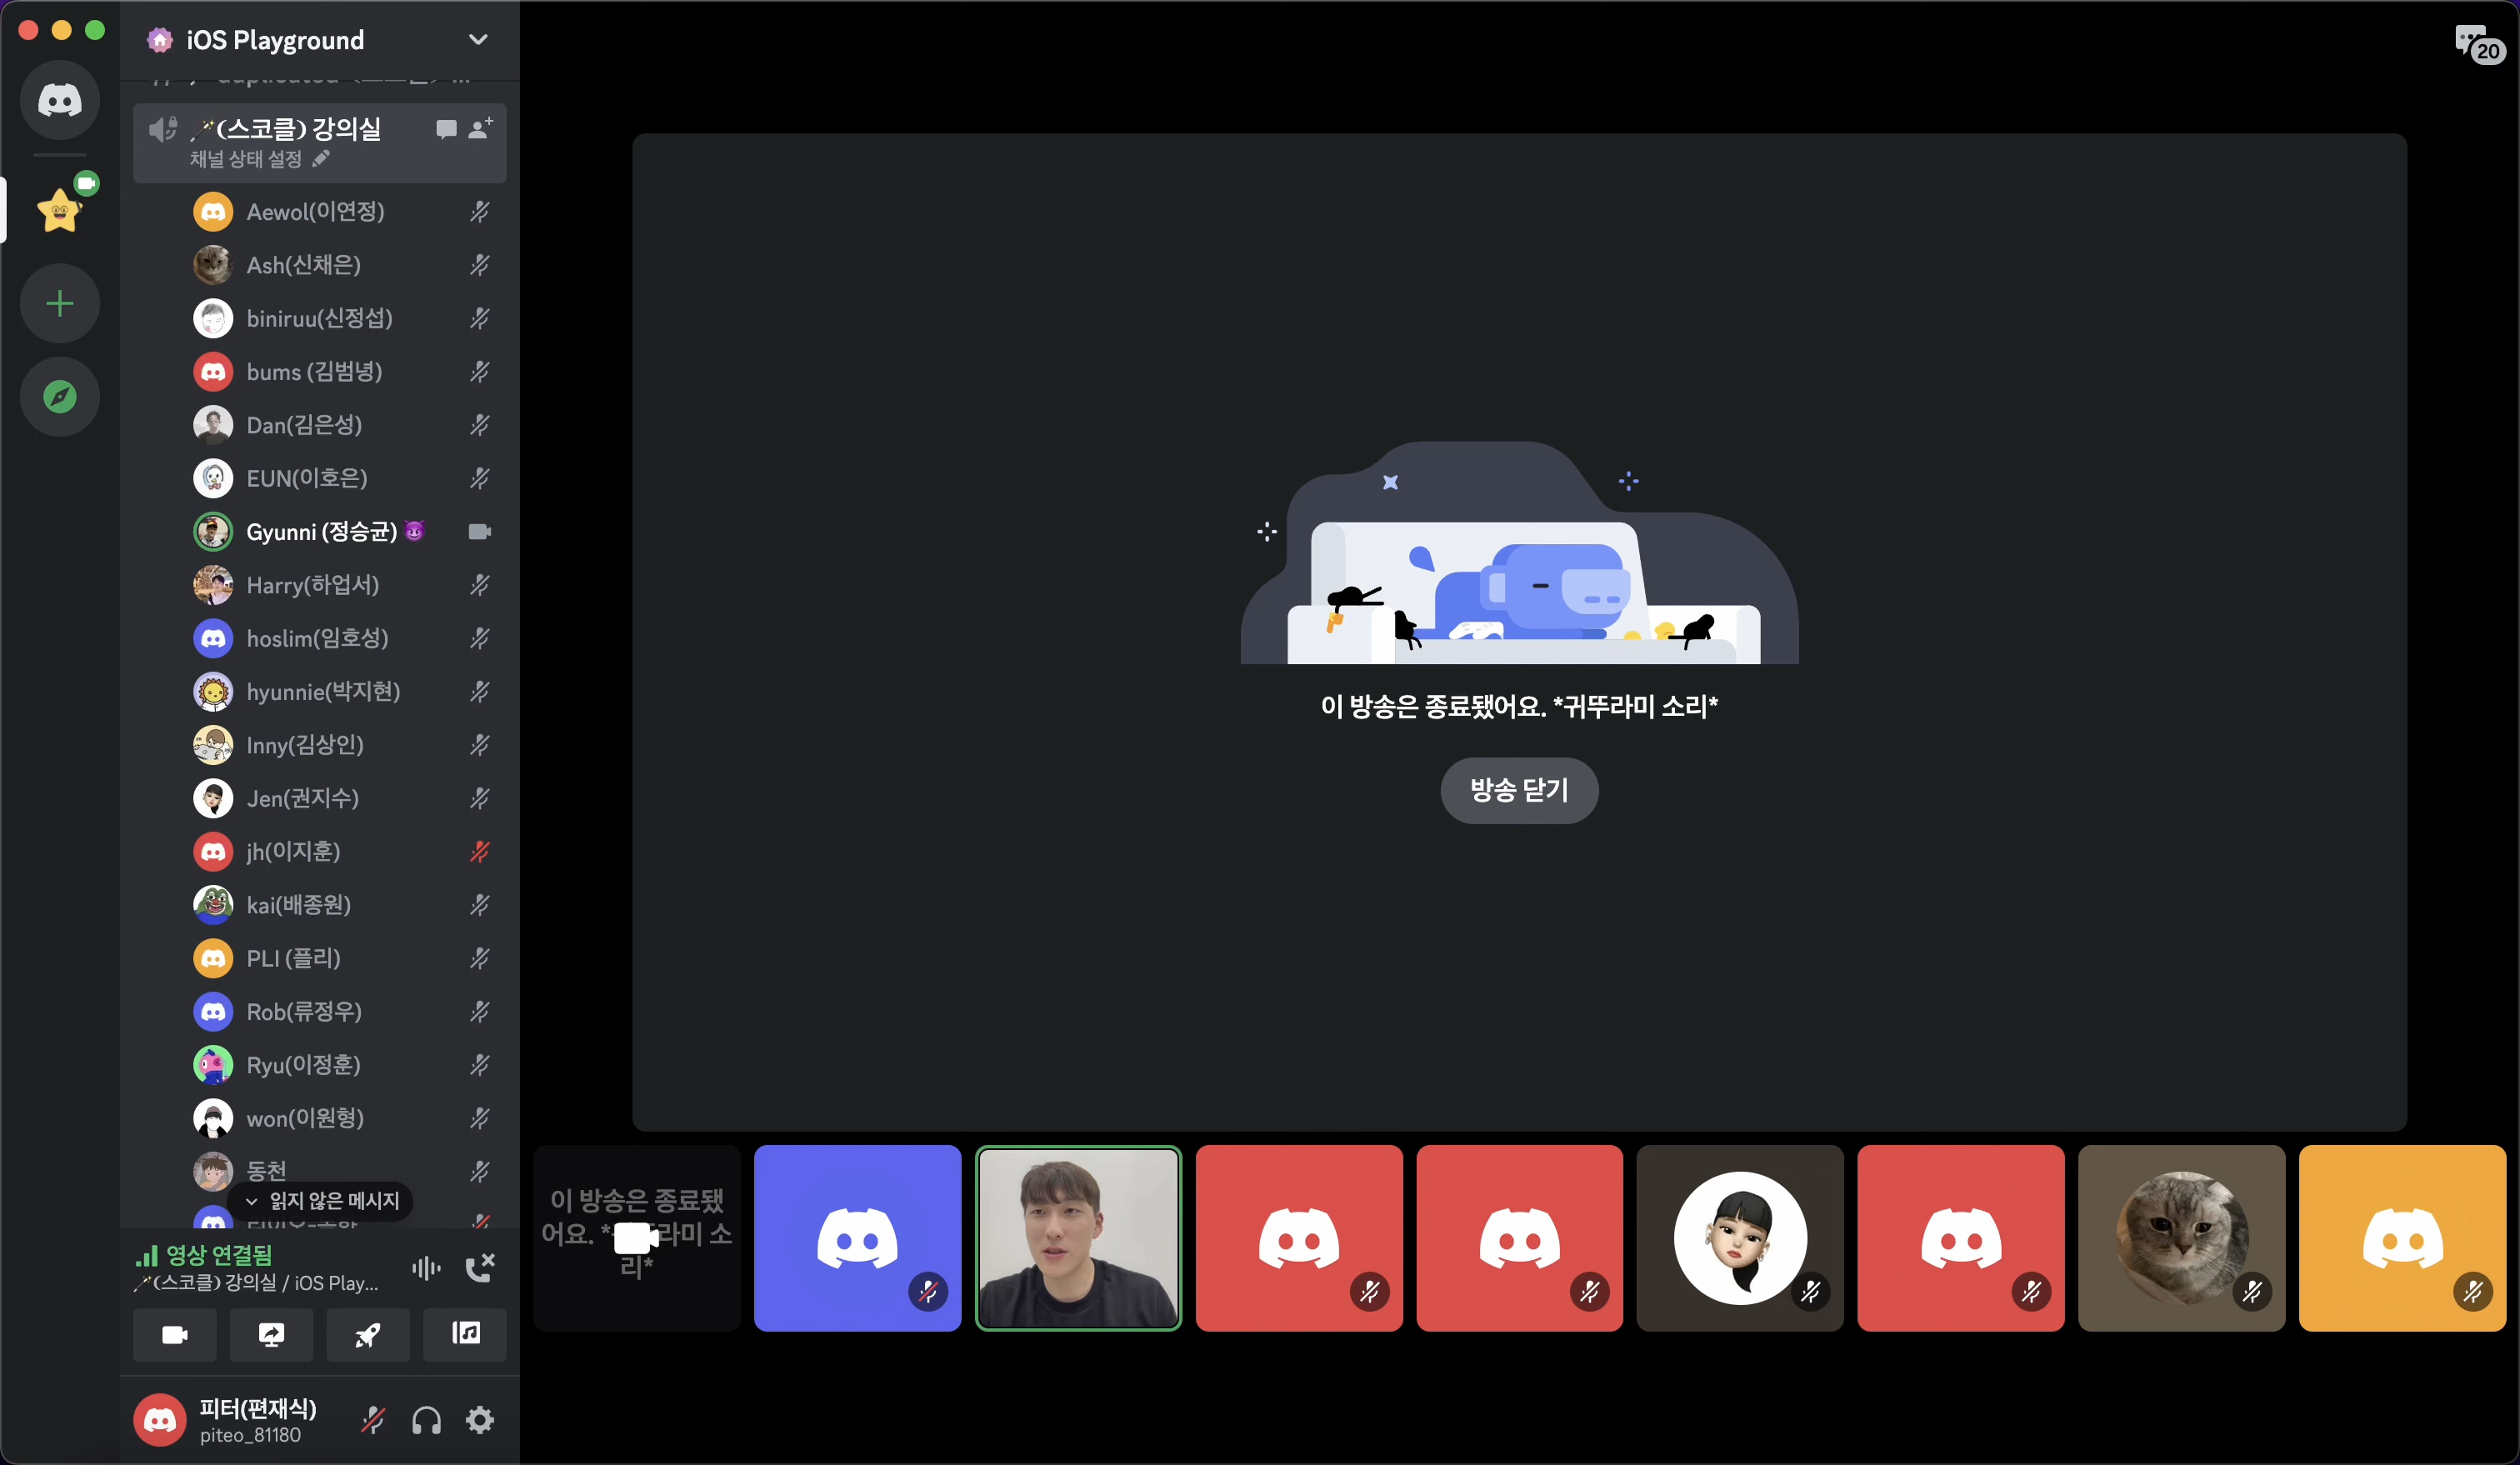 iOS Playground
(스코클) 강의실
채널 상태 설정
Aewol(이연정)
Ash(신채은)
biniruu(신정섭)
bums (김범녕)
Dan(김은성)
EUN(이호은)
Gyunni (정승균)😈
Harry(하업서)
hoslim(임호성)
hyunnie(박지현)
Inny(김상인)
Jen(권지수)
jh(이지훈)
kai(배종원)
PLI (플리)
Rob(류정우)
Ryu(이정훈)
won(이원형)
동천
읽지 않은 메시지
영상 연결됨
(스코클) 강의실 / iOS Play...
피터(편재식)
piteo_81180
20
이 방송은 종료됐어요. *귀뚜라미 소리*
방송 닫기
이 방송은 종료됐
어요. *귀뚜라미 소
리*